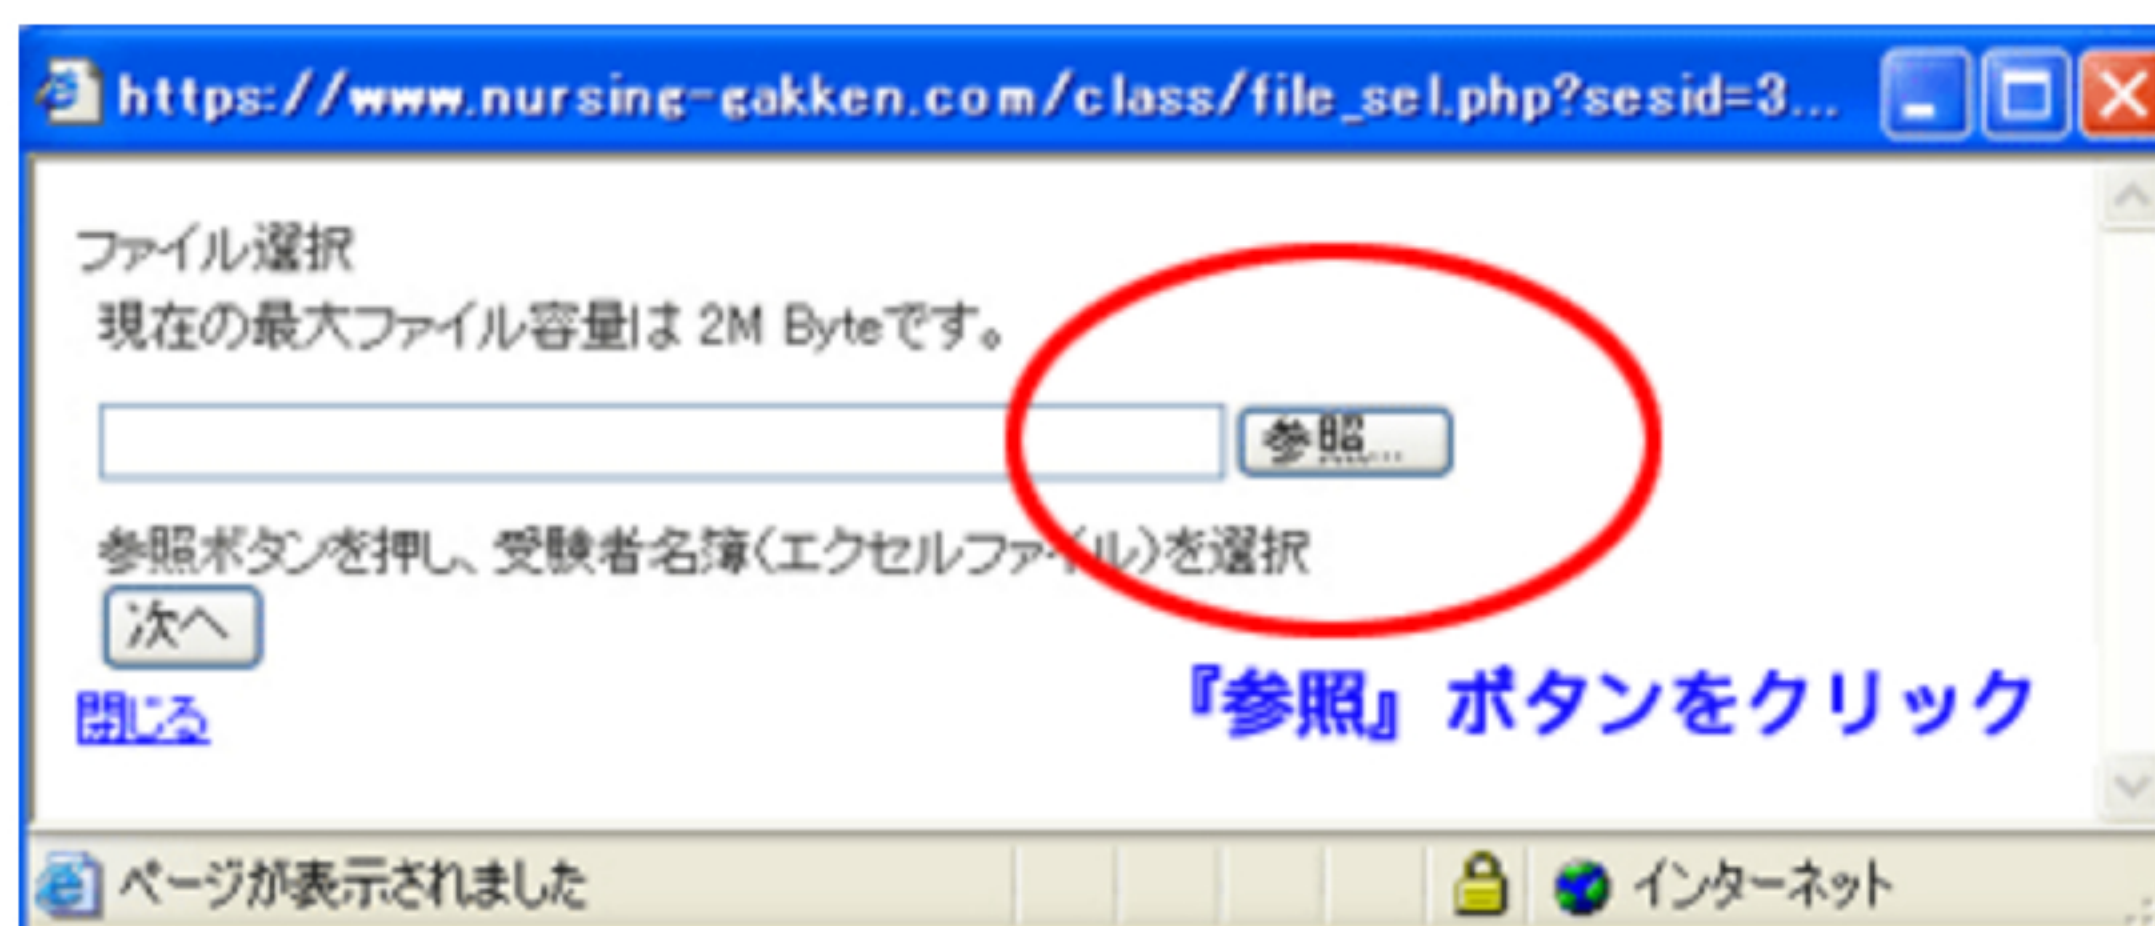 https://www.nursing-gakken.com/class/file_sel.php?sesid=3...
ファイル選択
現在の最大ファイル容量は 2M Byteです。
参照...
参照ボタンを押し、受験者名簿(エクセルファイル)を選択
次へ
『参照』ボタンをクリック
閉じる
ページが表示されました
インターネット